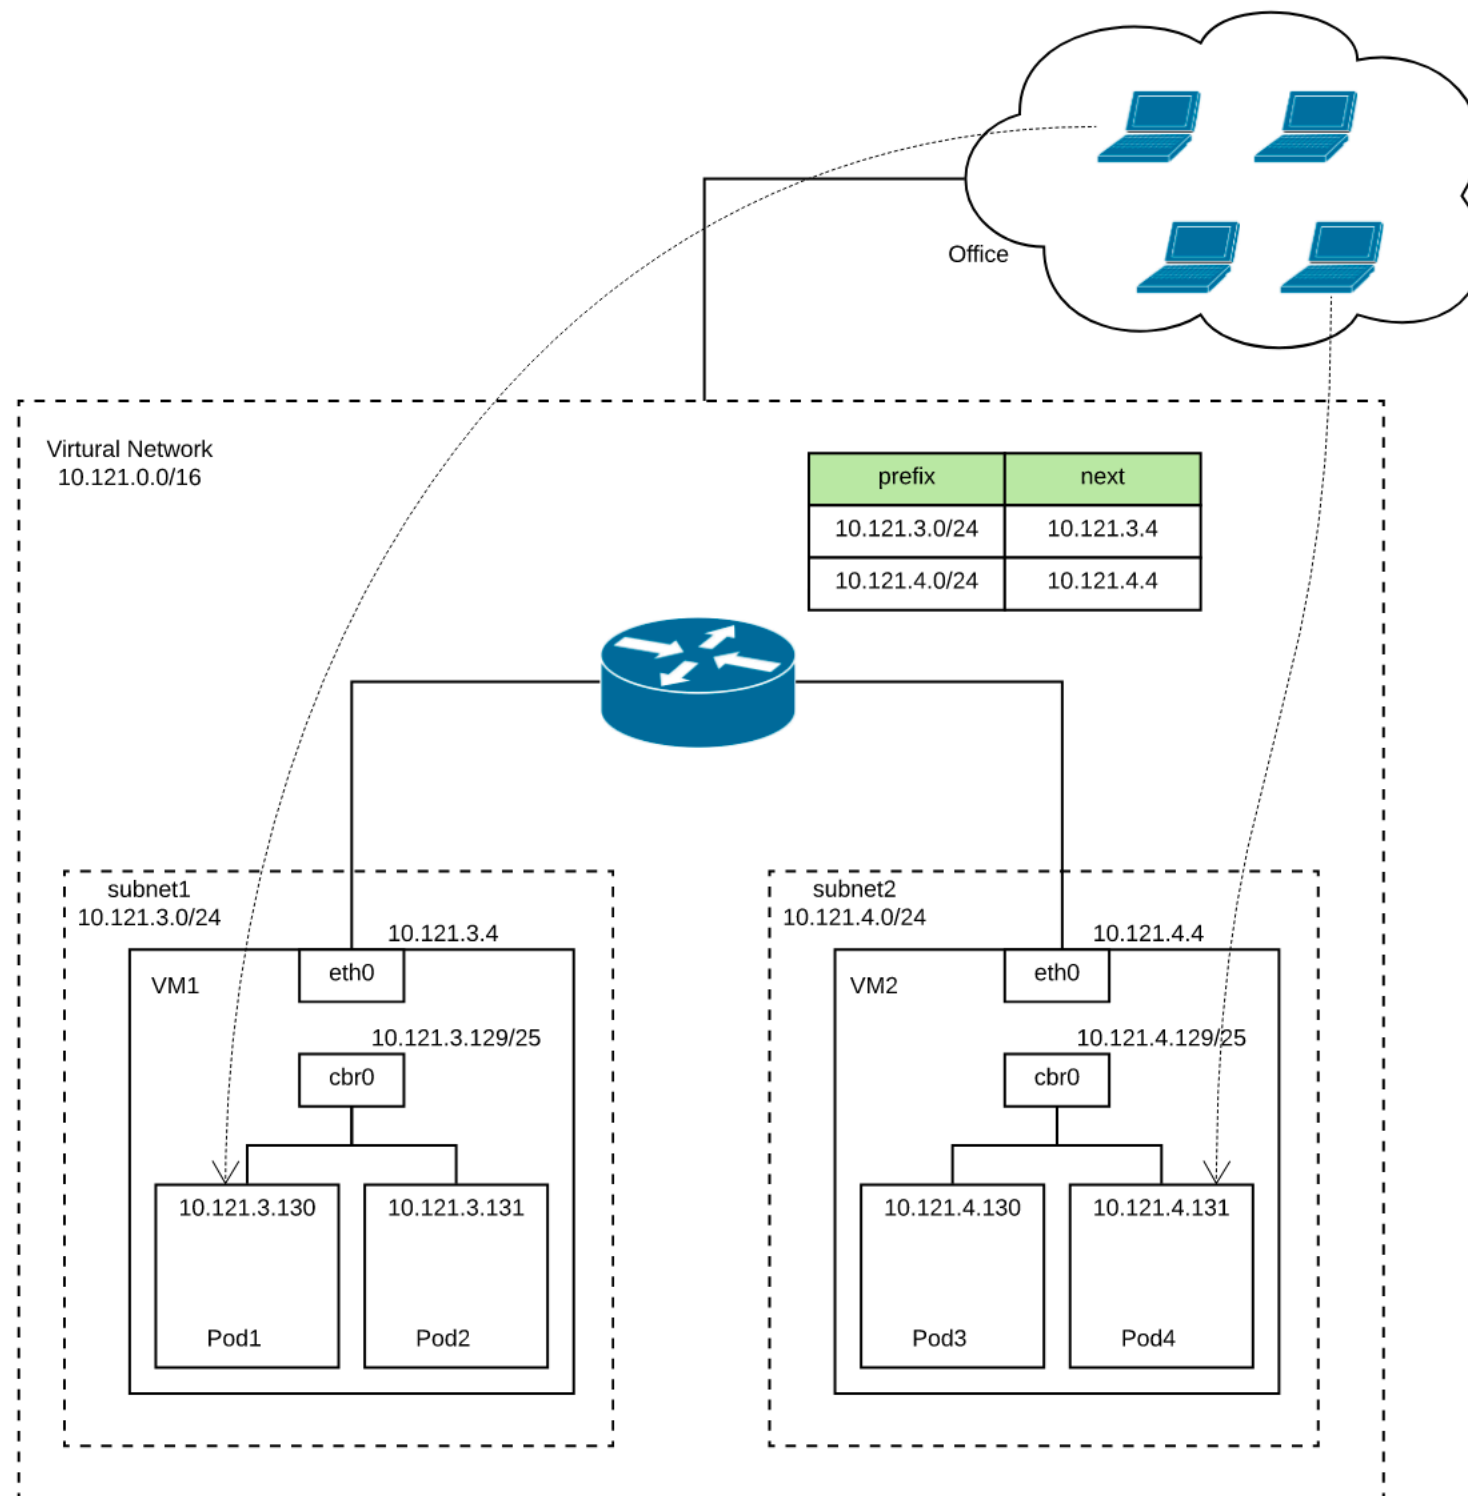 Office
Virtural Network
10.121.0.0/16
prefix next
10.121.3.0/24 10.121.3.4
10.121.4.0/24 10.121.4.4
subnet1
10.121.3.0/24
10.121.3.4
eth0
VM1
10.121.3.129/25
cbr0
10.121.3.130
10.121.3.131
Pod1
Pod2
subnet2
10.121.4.0/24
10.121.4.4
eth0
VM2
10.121.4.129/25
cbr0
10.121.4.130
10.121.4.131
Pod3
Pod4